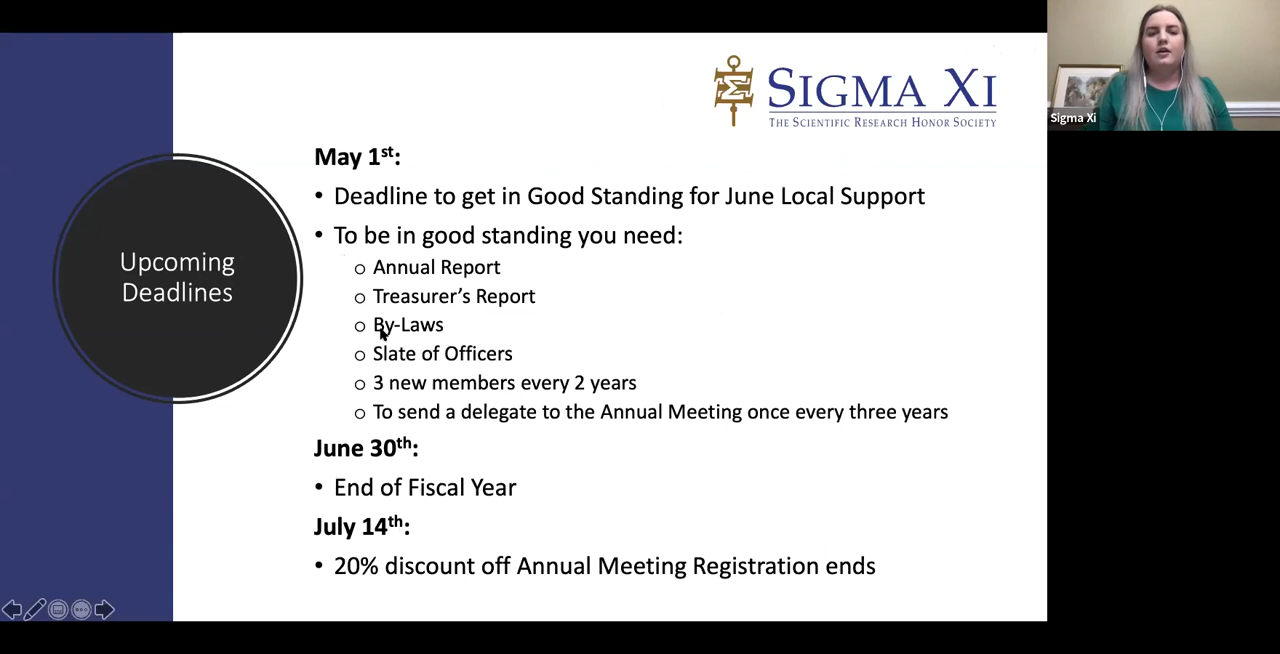 SIGMA XI
THE SCIENTIFIC RESEARCH HONOR SOCIETY
Sigma Xi
Upcoming
Deadlines
May 1st:
• Deadline to get in Good Standing for June Local Support
• To be in good standing you need:
o Annual Report
o Treasurer’s Report
o By-Laws
o Slate of Officers
o 3 new members every 2 years
o To send a delegate to the Annual Meeting once every three years
June 30th:
• End of Fiscal Year
July 14th:
• 20% discount off Annual Meeting Registration ends